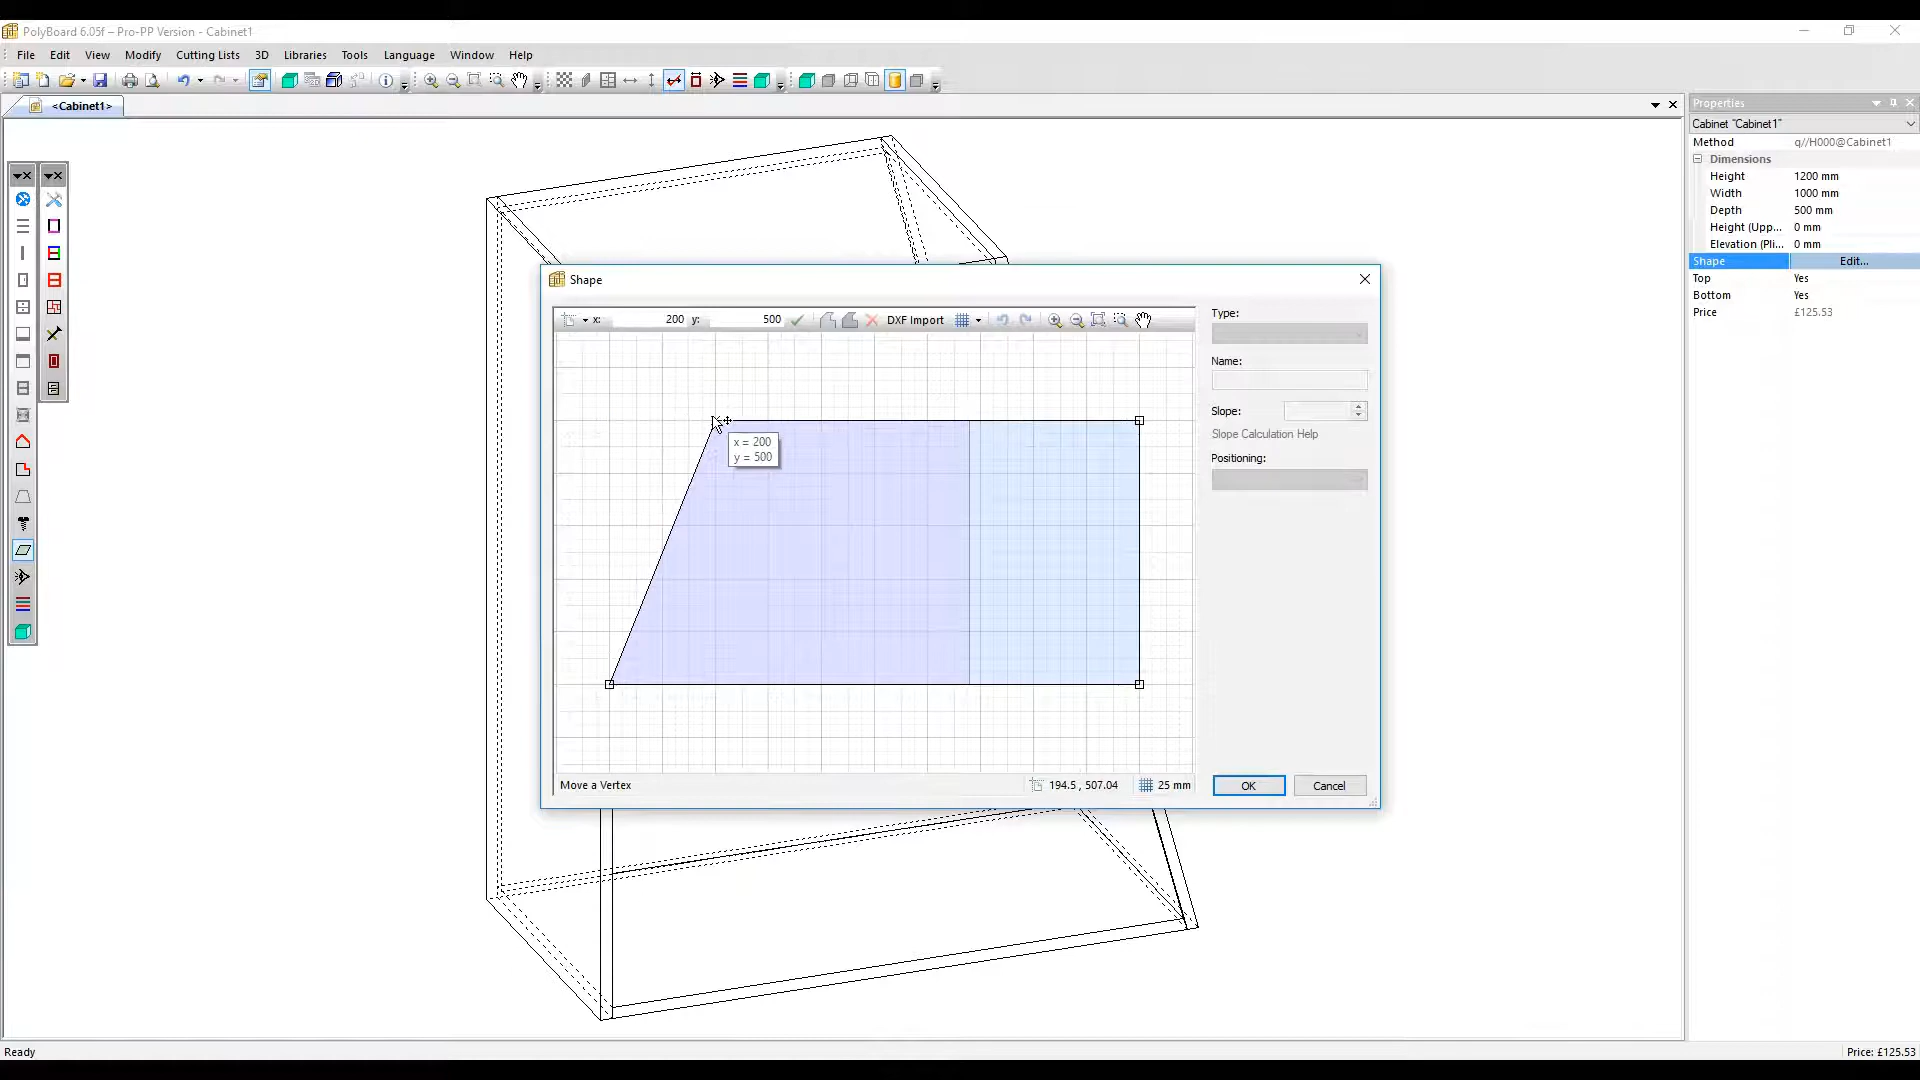 PolyBoard 6.05f – Pro-PP Version - Cabinet1
File Edit View Modify Cutting Lists 3D Libraries Tools Language Window Help
<Cabinet1>
Properties
Cabinet "Cabinet1"
Method q//H000@Cabinet1
Dimensions
Height 1200 mm
Width 1000 mm
Depth 500 mm
Height (Upp... 0 mm
Elevation (Pli... 0 mm
Shape Edit...
Top Yes
Bottom Yes
Price £125.53
Shape
x: 200 y: 500 DXF Import
x = 200
y = 500
Type:
Name:
Slope:
Slope Calculation Help
Positioning:
Move a Vertex 194.5 , 507.04 25 mm
OK Cancel
Ready Price: £125.53